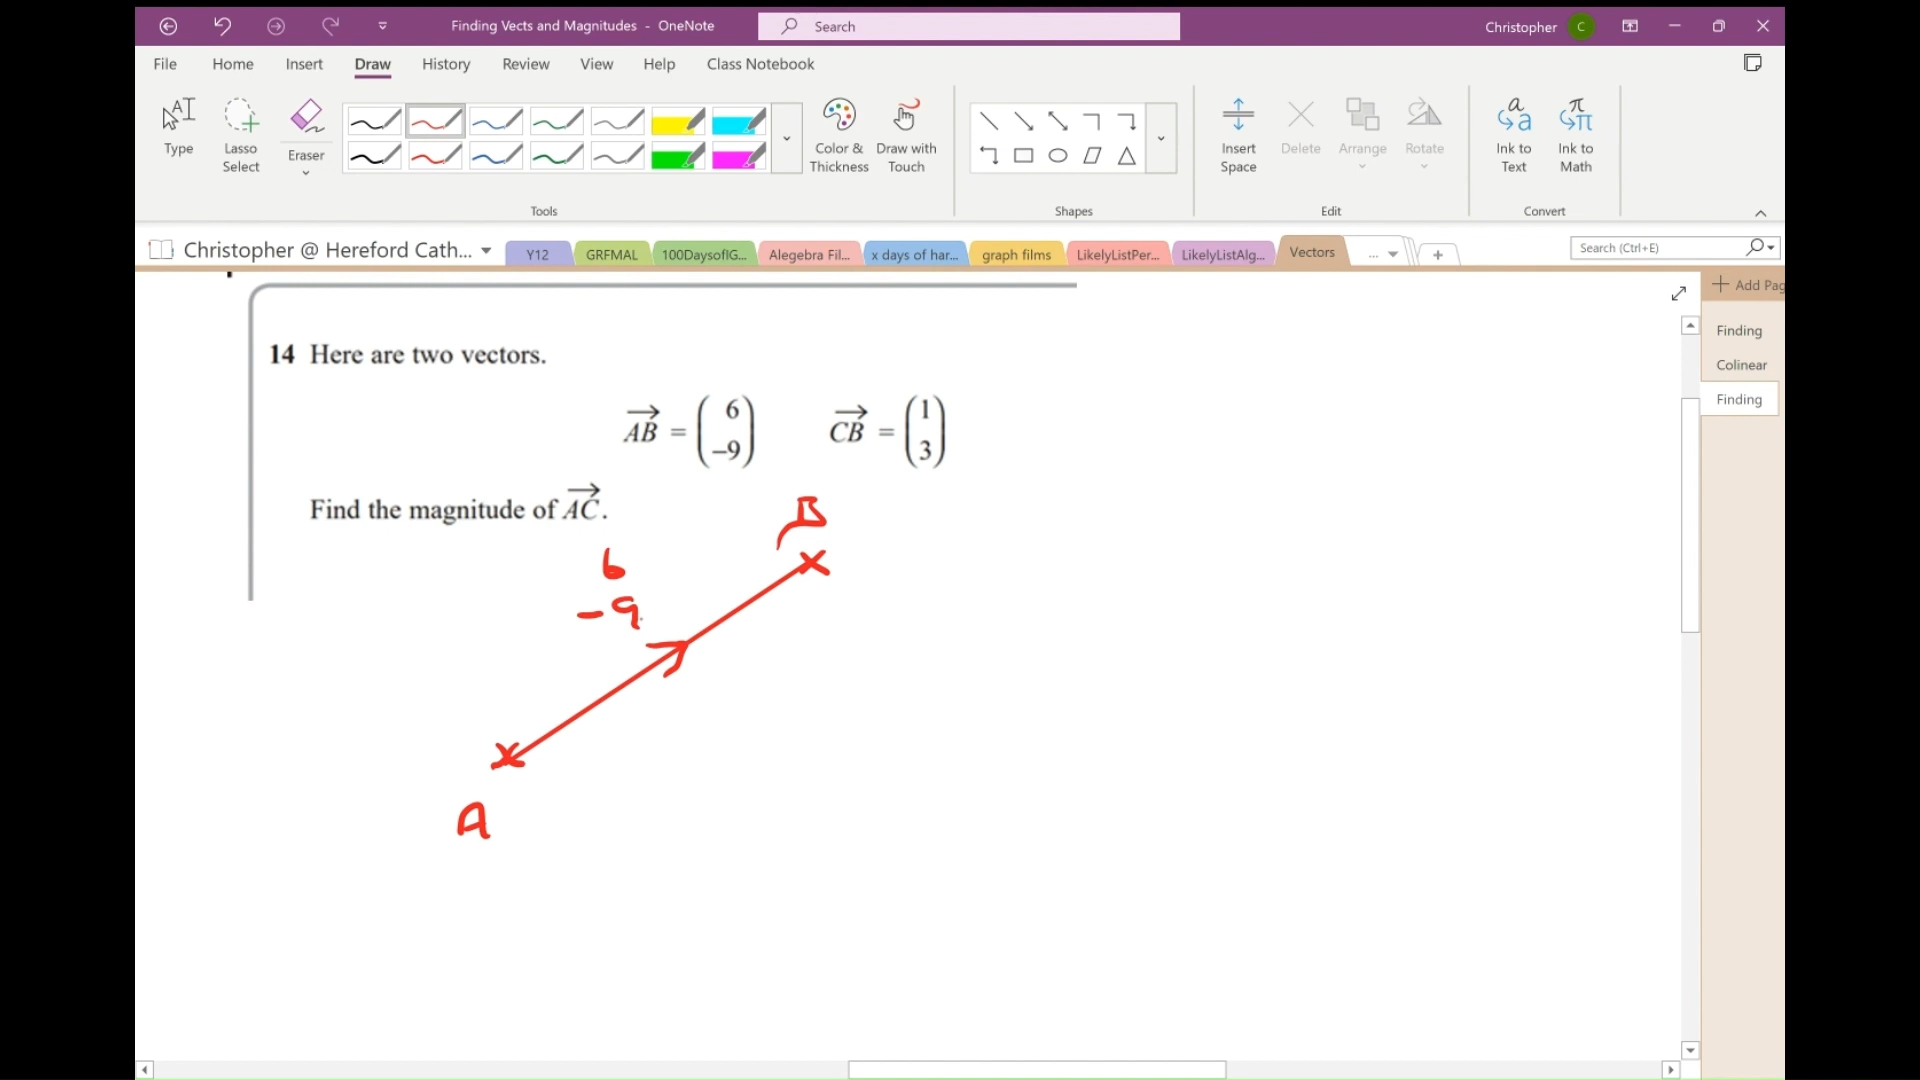 Finding Vects and Magnitudes - OneNote
Search
Christopher
C
File Home Insert Draw History Review View Help Class Notebook
Type
Lasso Select
Eraser
Color & Thickness
Draw with Touch
Insert Space
Delete
Arrange
Rotate
Ink to Text
Ink to Math
Tools
Shapes
Edit
Convert
Christopher @ Hereford Cath...
Y12
GRFMAL
100DaysofIG...
Alegebra Fil...
x days of har...
graph films
LikelyListPer...
LikelyListAlg...
Vectors
...
Search (Ctrl+E)
Add Pag
Finding
Colinear
Finding
14 Here are two vectors.
AB = (6 −9) CB = (1 3)
Find the magnitude of AC.
B
6
-9
A